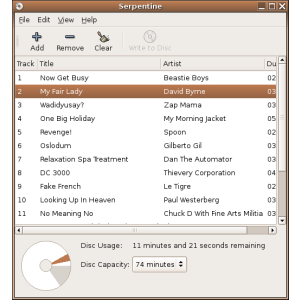 Serpentine
File Edit View Help
Add Remove Clear Write to Disc
Track Title Artist Du
1 Now Get Busy Beastie Boys 02
2 My Fair Lady David Byrne 03
3 Wadidyusay? Zap Mama 03
4 One Big Holiday My Morning Jacket 05
5 Revenge! Spoon 02
6 Oslodum Gilberto Gil 03
7 Relaxation Spa Treatment Dan The Automator 03
8 DC 3000 Thievery Corporation 04
9 Fake French Le Tigre 02
10 Looking Up In Heaven Paul Westerberg 03
11 No Meaning No Chuck D With Fine Arts Militia 03
Disc Usage: 11 minutes and 21 seconds remaining
Disc Capacity: 74 minutes